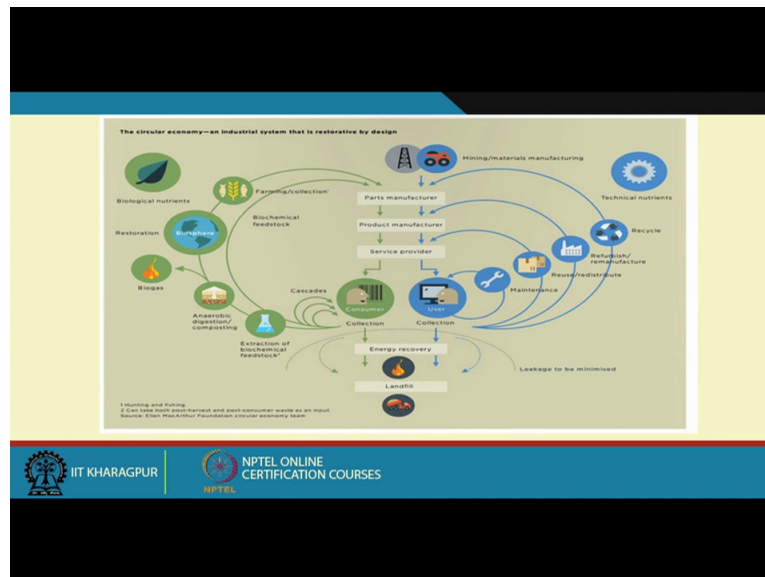 The circular economy—an industrial system that is restorative by design
Mining/materials manufacturing
Biological nutrients
Farming/collection¹
Parts manufacturer
Technical nutrients
Restoration
Biosphere
Biochemical
feedstock
Product manufacturer
Recycle
Service provider
Refurbish/
remanufacture
Reuse/redistribute
Biogas
Cascades
Maintenance
Consumer
User
Anaerobic
digestion/
composting
Collection
Collection
Extraction of
biochemical
feedstock²
Energy recovery
Leakage to be minimised
Landfill
1 Hunting and fishing
2 Can take both post-harvest and post-consumer waste as an input
Source: Ellen MacArthur Foundation circular economy team
IIT KHARAGPUR
NPTEL
NPTEL ONLINE
CERTIFICATION COURSES